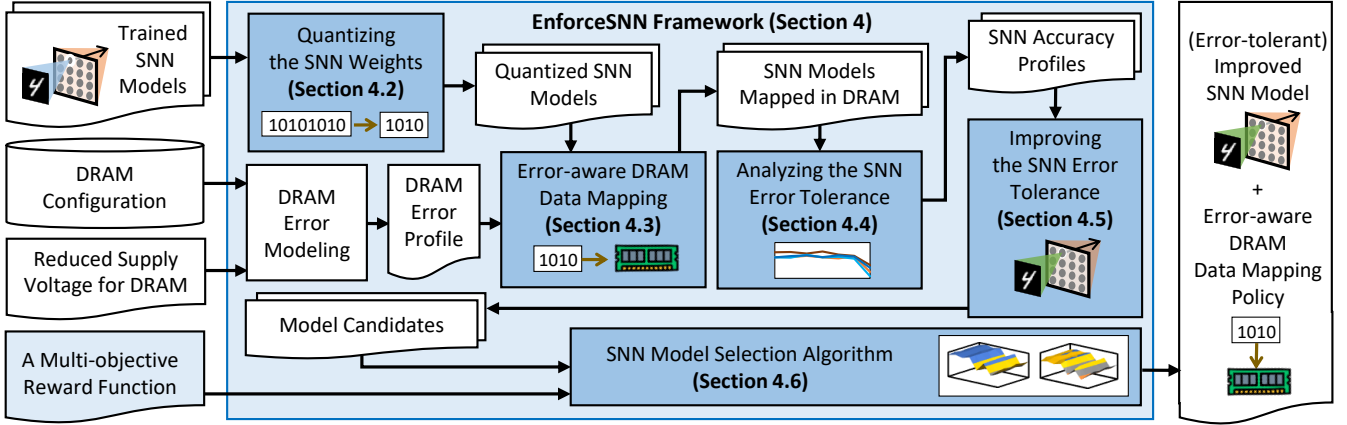 EnforceSNN Framework (Section 4)
Trained
SNN
Models
4
DRAM
Configuration
Reduced Supply
Voltage for DRAM
A Multi-objective
Reward Function
Quantizing
the SNN Weights
(Section 4.2)
10101010
1010
DRAM
Error
Modeling
DRAM
Error
Profile
Quantized SNN
Models
Error-aware DRAM
Data Mapping
(Section 4.3)
1010
SNN Models
Mapped in DRAM
Analyzing the SNN
Error Tolerance
(Section 4.4)
SNN Accuracy
Profiles
Improving
the SNN Error
Tolerance
(Section 4.5)
4
Model Candidates
SNN Model Selection Algorithm
(Section 4.6)
(Error-tolerant)
Improved
SNN Model
4
+
Error-aware
DRAM
Data Mapping
Policy
1010